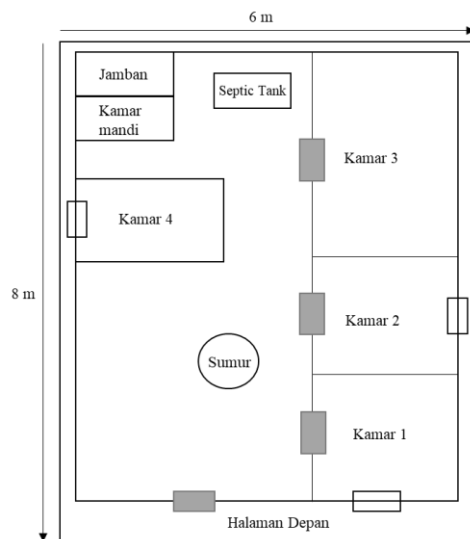 6 m
Jamban
Septic Tank
Kamar
mandi
Kamar 3
Kamar 4
8 m
Kamar 2
Sumur
Kamar 1
Halaman Depan